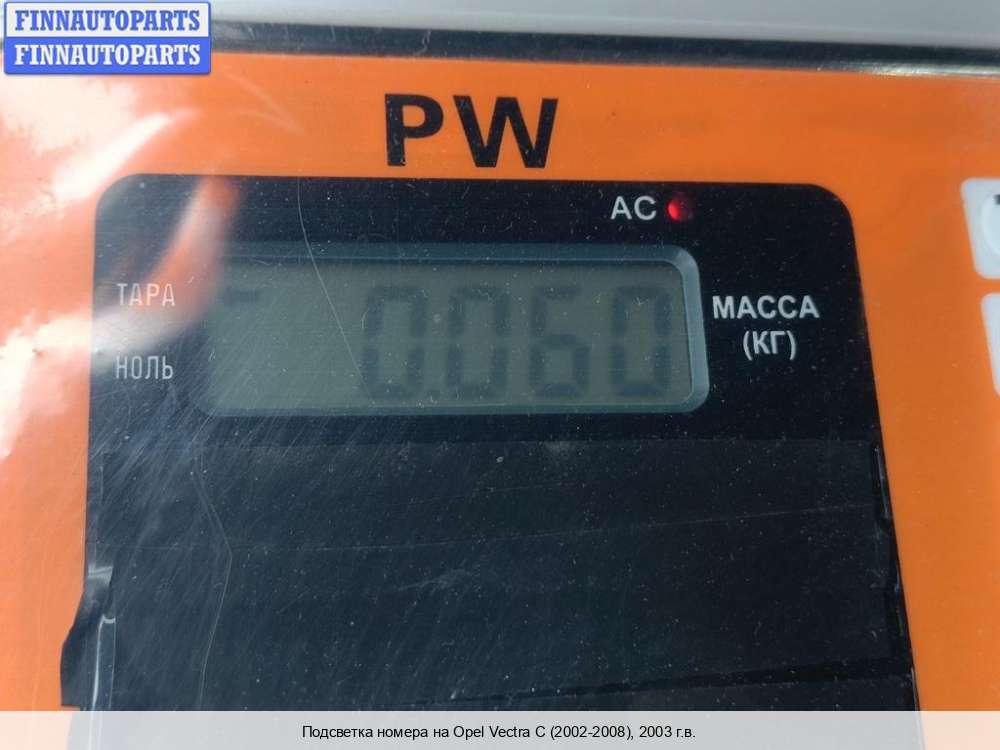 FINNAUTOPARTS
FINNAUTOPARTS
PW
AC
ТАРА
0.060
МАССА
(КГ)
НОЛЬ
Подсветка номера на Opel Vectra C (2002-2008), 2003 г.в.